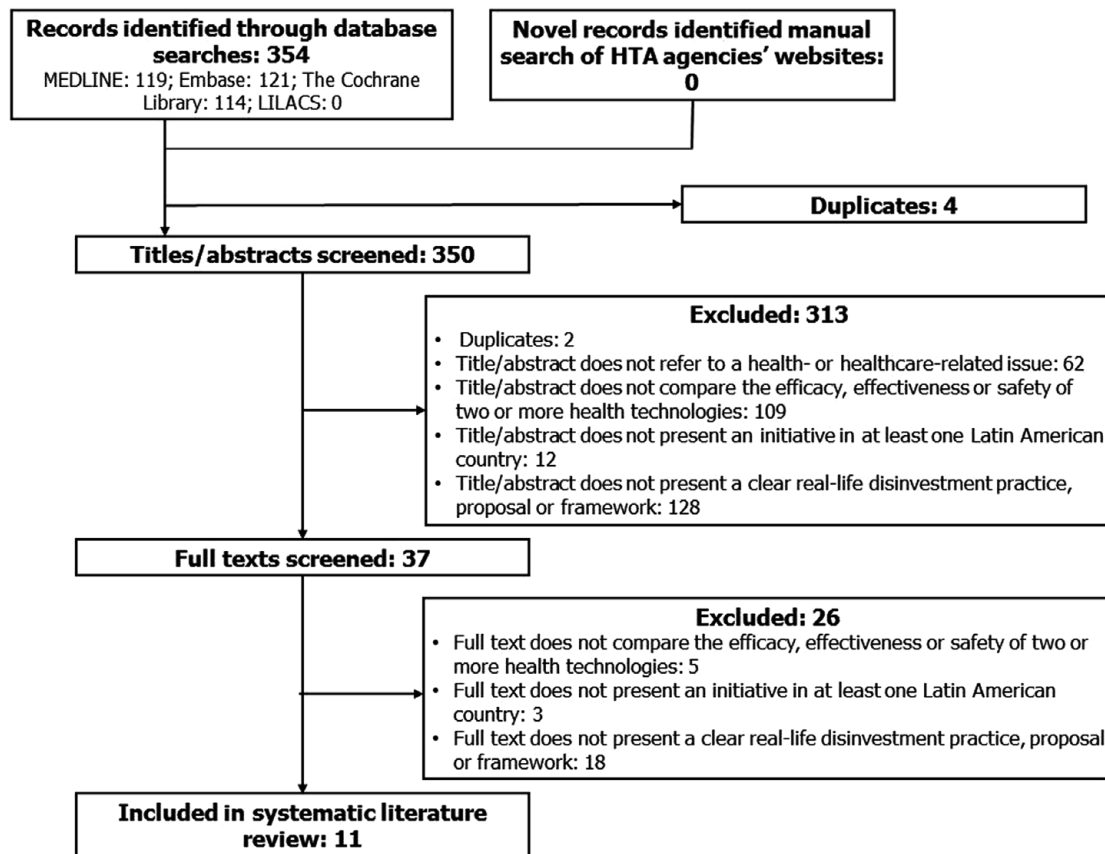 Records identified through database
searches: 354
MEDLINE: 119; Embase: 121; The Cochrane
Library: 114; LILACS: 0
Novel records identified manual
search of HTA agencies’ websites:
0
Duplicates: 4
Titles/abstracts screened: 350
Excluded: 313
• Duplicates: 2
• Title/abstract does not refer to a health- or healthcare-related issue: 62
• Title/abstract does not compare the efficacy, effectiveness or safety of
two or more health technologies: 109
• Title/abstract does not present an initiative in at least one Latin American
country: 12
• Title/abstract does not present a clear real-life disinvestment practice,
proposal or framework: 128
Full texts screened: 37
Excluded: 26
• Full text does not compare the efficacy, effectiveness or safety of two or
more health technologies: 5
• Full text does not present an initiative in at least one Latin American
country: 3
• Full text does not present a clear real-life disinvestment practice, proposal
or framework: 18
Included in systematic literature
review: 11